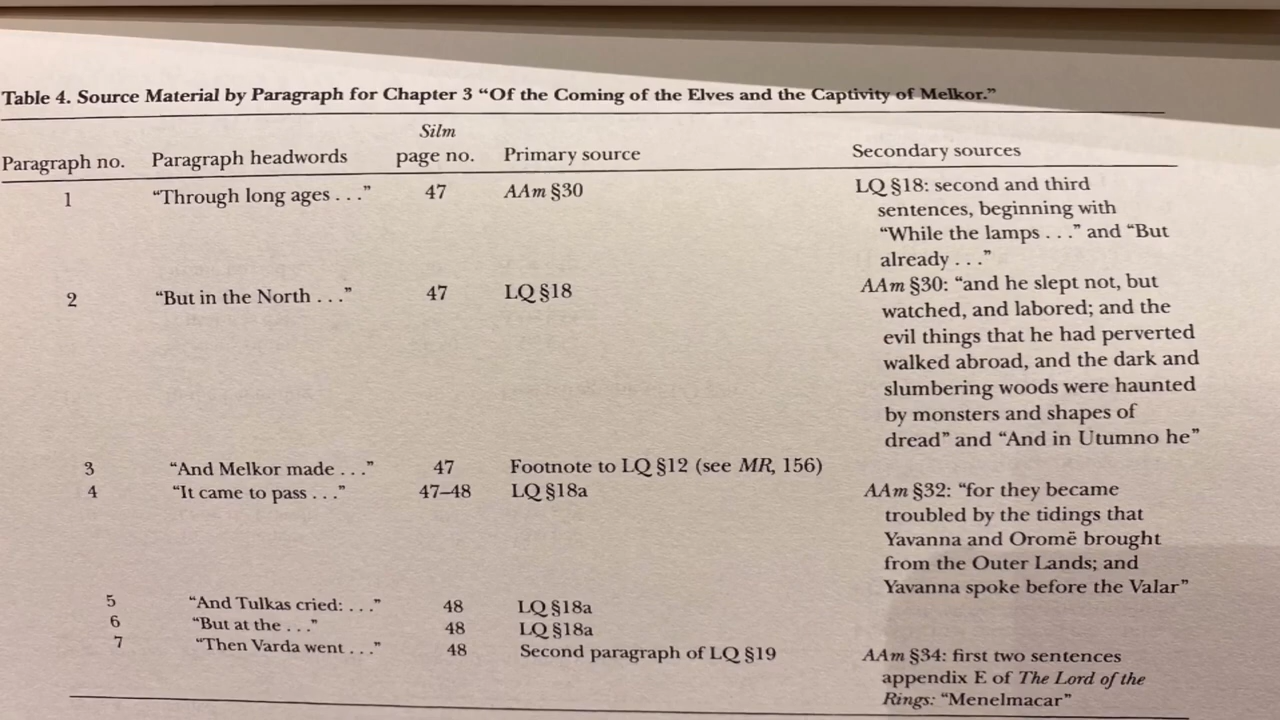 Table 4. Source Material by Paragraph for Chapter 3 “Of the Coming of the Elves and the Captivity of Melkor.”
Silm
Paragraph no. Paragraph headwords page no. Primary source Secondary sources
1 “Through long ages . . .” 47 AAm §30 LQ §18: second and third
sentences, beginning with
“While the lamps . . .” and “But
already . . .”
2 “But in the North . . .” 47 LQ §18 AAm §30: “and he slept not, but
watched, and labored; and the
evil things that he had perverted
walked abroad, and the dark and
slumbering woods were haunted
by monsters and shapes of
dread” and “And in Utumno he”
3 “And Melkor made . . .” 47 Footnote to LQ §12 (see MR, 156)
4 “It came to pass . . .” 47–48 LQ §18a AAm §32: “for they became
troubled by the tidings that
Yavanna and Oromë brought
from the Outer Lands; and
Yavanna spoke before the Valar”
5 “And Tulkas cried: . . .” 48 LQ §18a
6 “But at the . . .” 48 LQ §18a
7 “Then Varda went . . .” 48 Second paragraph of LQ §19 AAm §34: first two sentences
appendix E of The Lord of the
Rings: “Menelmacar”